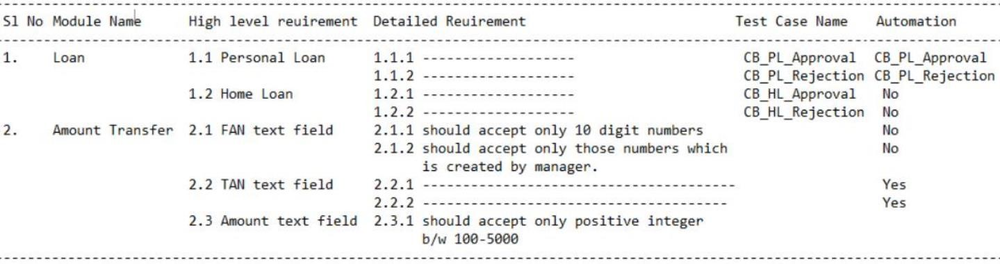 Sl No Module Name High level reuirement Detailed Reuirement Test Case Name Automation
1. Loan 1.1 Personal Loan 1.1.1 ------------------- CB_PL_Approval CB_PL_Approval
1.1.2 ------------------- CB_PL_Rejection CB_PL_Rejection
1.2 Home Loan 1.2.1 ------------------- CB_HL_Approval No
1.2.2 ------------------- CB_HL_Rejection No
2. Amount Transfer 2.1 FAN text field 2.1.1 should accept only 10 digit numbers No
2.1.2 should accept only those numbers which No
is created by manager.
2.2 TAN text field 2.2.1 --------------------------------------- Yes
2.2.2 -------------------------------------- Yes
2.3 Amount text field 2.3.1 should accept only positive integer
b/w 100-5000